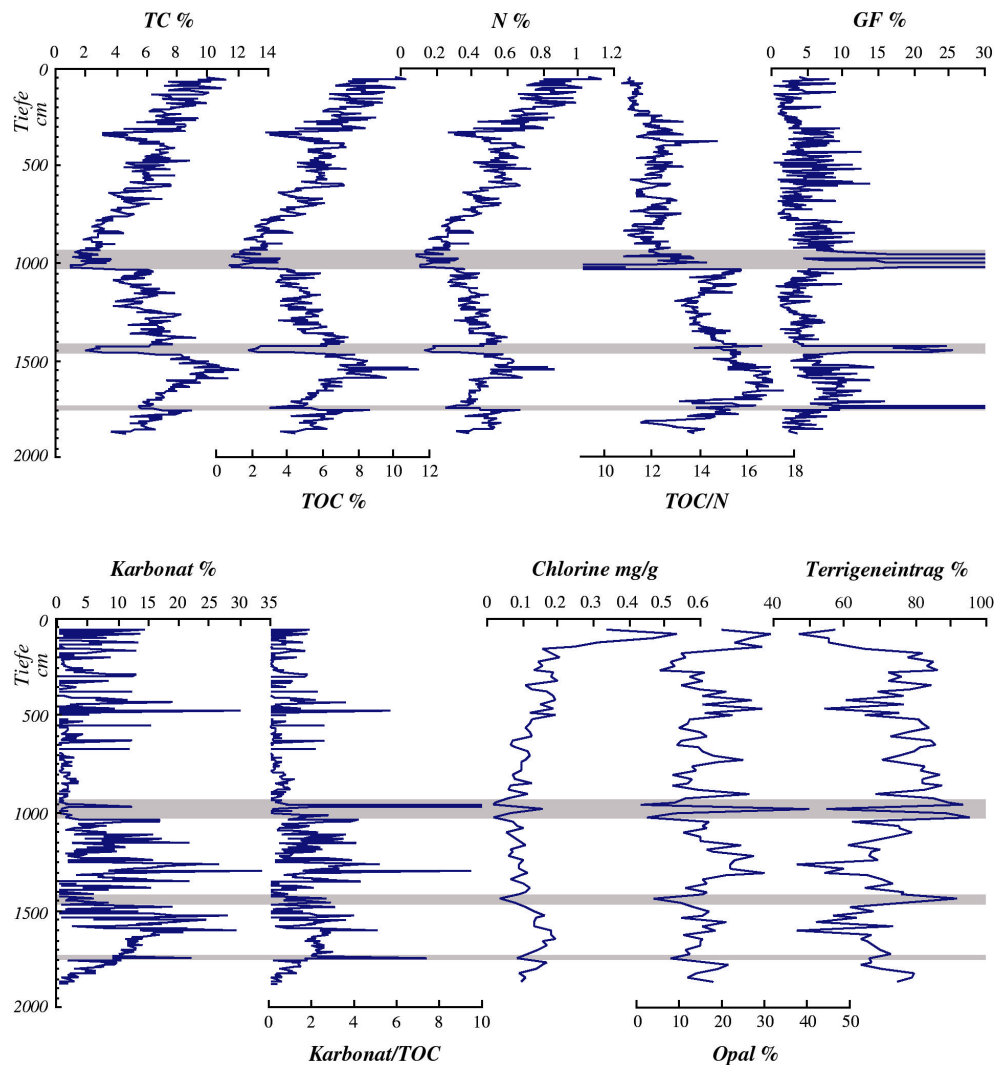 TC % N % GF %
0 2 4 6 8 10 12 14 0 0.2 0.4 0.6 0.8 1 1.2 0 5 10 15 20 25 30
0
Tiefe cm
500
1000
1500
2000
0 2 4 6 8 10 12 10 12 14 16 18
TOC % TOC/N
Karbonat % Chlorine mg/g Terrigeneintrag %
0 5 10 15 20 25 30 35 0 0.1 0.2 0.3 0.4 0.5 0.6 40 60 80 100
0
Tiefe cm
500
1000
1500
2000
0 2 4 6 8 10 0 10 20 30 40 50
Karbonat/TOC Opal %